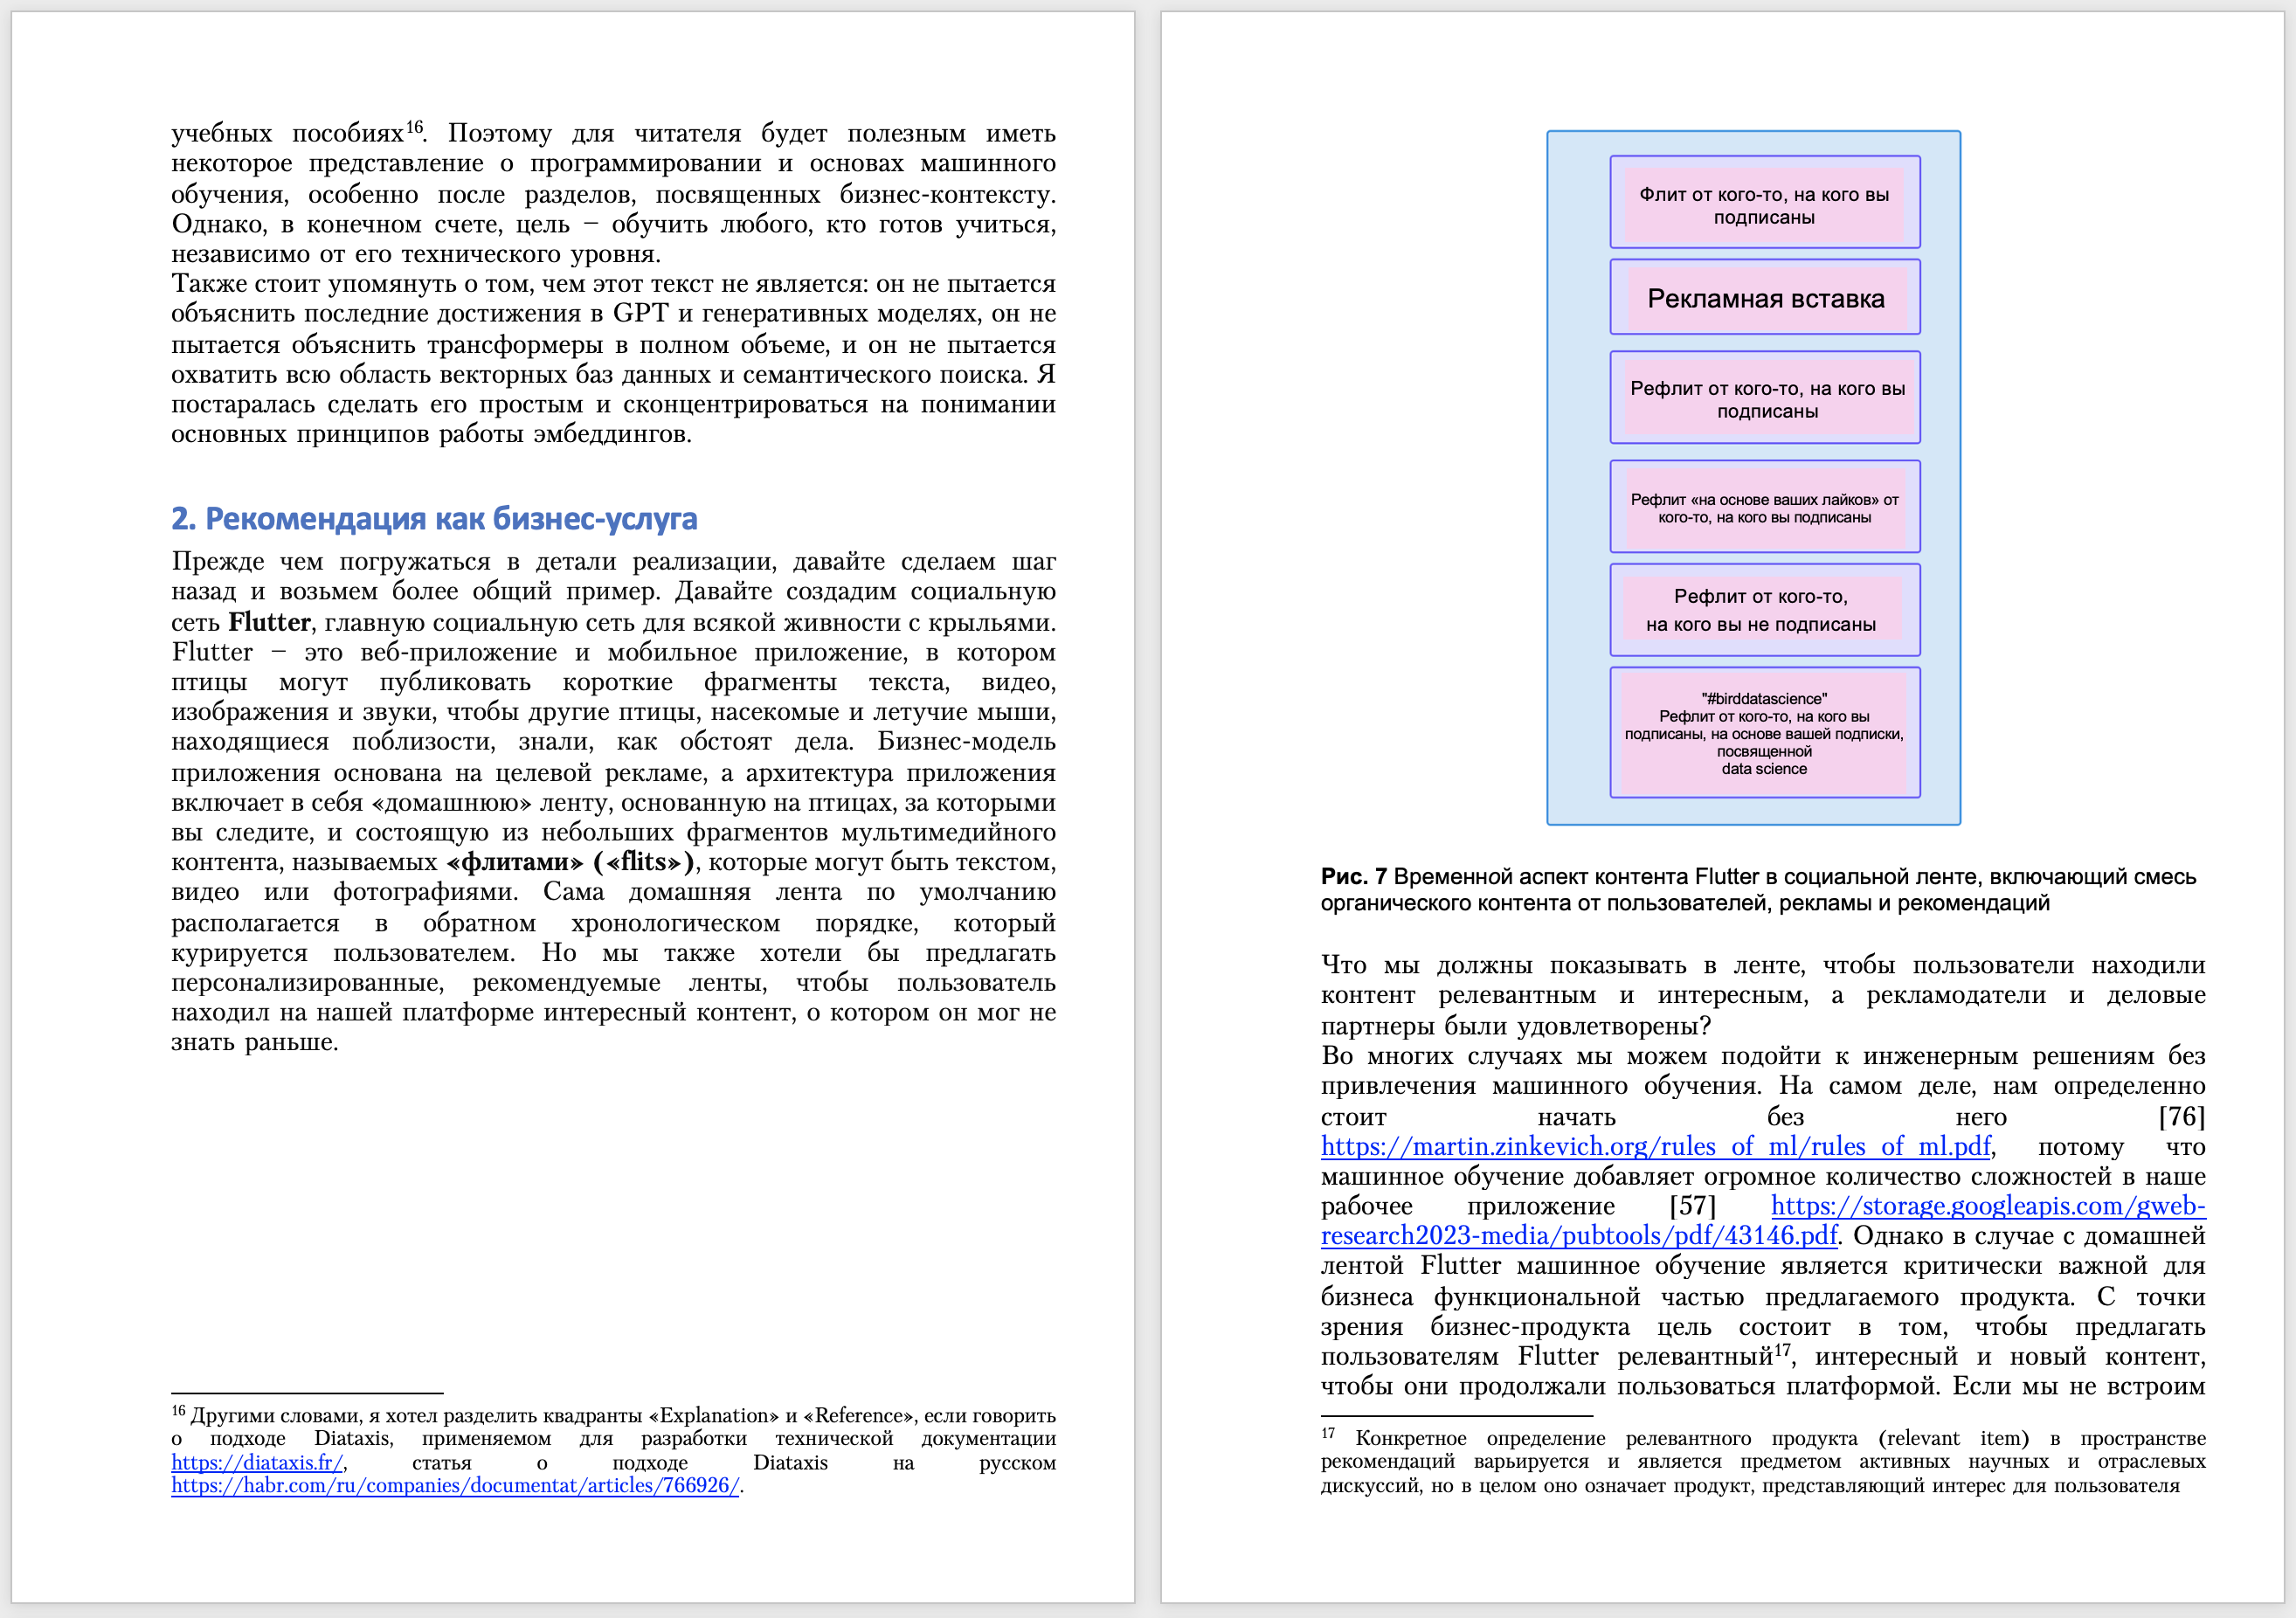 учебных пособиях16. Поэтому для читателя будет полезным иметь
некоторое представление о программировании и основах машинного
обучения, особенно после разделов, посвященных бизнес-контексту.
Однако, в конечном счете, цель – обучить любого, кто готов учиться,
независимо от его технического уровня.
Также стоит упомянуть о том, чем этот текст не является: он не пытается
объяснить последние достижения в GPT и генеративных моделях, он не
пытается объяснить трансформеры в полном объеме, и он не пытается
охватить всю область векторных баз данных и семантического поиска. Я
постаралась сделать его простым и сконцентрироваться на понимании
основных принципов работы эмбеддингов.
2. Рекомендация как бизнес-услуга
Прежде чем погружаться в детали реализации, давайте сделаем шаг
назад и возьмем более общий пример. Давайте создадим социальную
сеть Flutter, главную социальную сеть для всякой живности с крыльями.
Flutter – это веб-приложение и мобильное приложение, в котором
птицы могут публиковать короткие фрагменты текста, видео,
изображения и звуки, чтобы другие птицы, насекомые и летучие мыши,
находящиеся поблизости, знали, как обстоят дела. Бизнес-модель
приложения основана на целевой рекламе, а архитектура приложения
включает в себя «домашнюю» ленту, основанную на птицах, за которыми
вы следите, и состоящую из небольших фрагментов мультимедийного
контента, называемых «флитами» («flits»), которые могут быть текстом,
видео или фотографиями. Сама домашняя лента по умолчанию
располагается в обратном хронологическом порядке, который
курируется пользователем. Но мы также хотели бы предлагать
персонализированные, рекомендуемые ленты, чтобы пользователь
находил на нашей платформе интересный контент, о котором он мог не
знать раньше.
16 Другими словами, я хотел разделить квадранты «Explanation» и «Reference», если говорить
о подходе Diataxis, применяемом для разработки технической документации
https://diataxis.fr/, статья о подходе Diataxis на русском
https://habr.com/ru/companies/documentat/articles/766926/.
Флит от кого-то, на кого вы
подписаны
Рекламная вставка
Рефлит от кого-то, на кого вы
подписаны
Рефлит «на основе ваших лайков» от
кого-то, на кого вы подписаны
Рефлит от кого-то,
на кого вы не подписаны
"#birddatascience"
Рефлит от кого-то, на кого вы
подписаны, на основе вашей подписки,
посвященной
data science
Рис. 7 Временной аспект контента Flutter в социальной ленте, включающий смесь
органического контента от пользователей, рекламы и рекомендаций
Что мы должны показывать в ленте, чтобы пользователи находили
контент релевантным и интересным, а рекламодатели и деловые
партнеры были удовлетворены?
Во многих случаях мы можем подойти к инженерным решениям без
привлечения машинного обучения. На самом деле, нам определенно
стоит начать без него [76]
https://martin.zinkevich.org/rules_of_ml/rules_of_ml.pdf, потому что
машинное обучение добавляет огромное количество сложностей в наше
рабочее приложение [57] https://storage.googleapis.com/gweb-
research2023-media/pubtools/pdf/43146.pdf. Однако в случае с домашней
лентой Flutter машинное обучение является критически важной для
бизнеса функциональной частью предлагаемого продукта. С точки
зрения бизнес-продукта цель состоит в том, чтобы предлагать
пользователям Flutter релевантный17, интересный и новый контент,
чтобы они продолжали пользоваться платформой. Если мы не встроим
17 Конкретное определение релевантного продукта (relevant item) в пространстве
рекомендаций варьируется и является предметом активных научных и отраслевых
дискуссий, но в целом оно означает продукт, представляющий интерес для пользователя